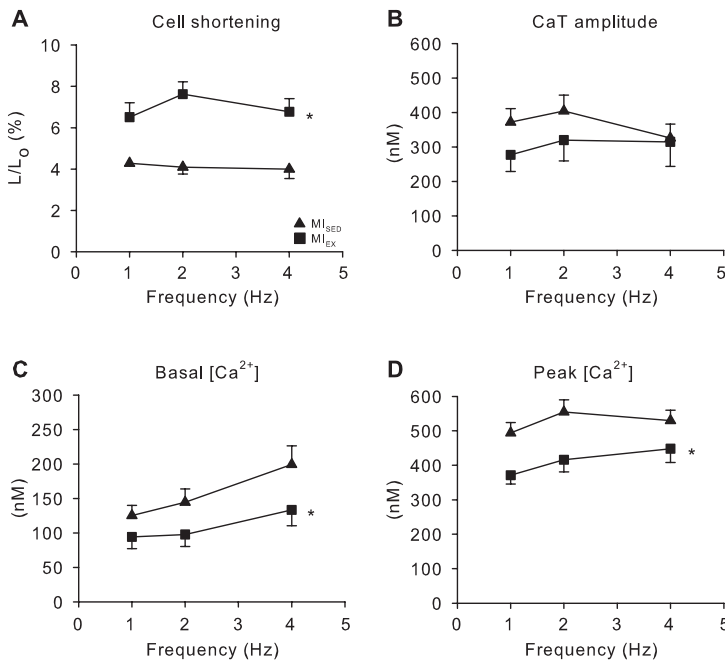 A
Cell shortening
10
8
6
4
2
0
L/L₀ (%)
MI_SED
MI_EX
*
0 1 2 3 4 5
Frequency (Hz)
B
CaT amplitude
600
500
400
300
200
100
0
(nM)
0 1 2 3 4 5
Frequency (Hz)
C
Basal [Ca²⁺]
300
250
200
150
100
50
0
(nM)
*
0 1 2 3 4 5
Frequency (Hz)
D
Peak [Ca²⁺]
600
500
400
300
200
100
0
(nM)
*
0 1 2 3 4 5
Frequency (Hz)